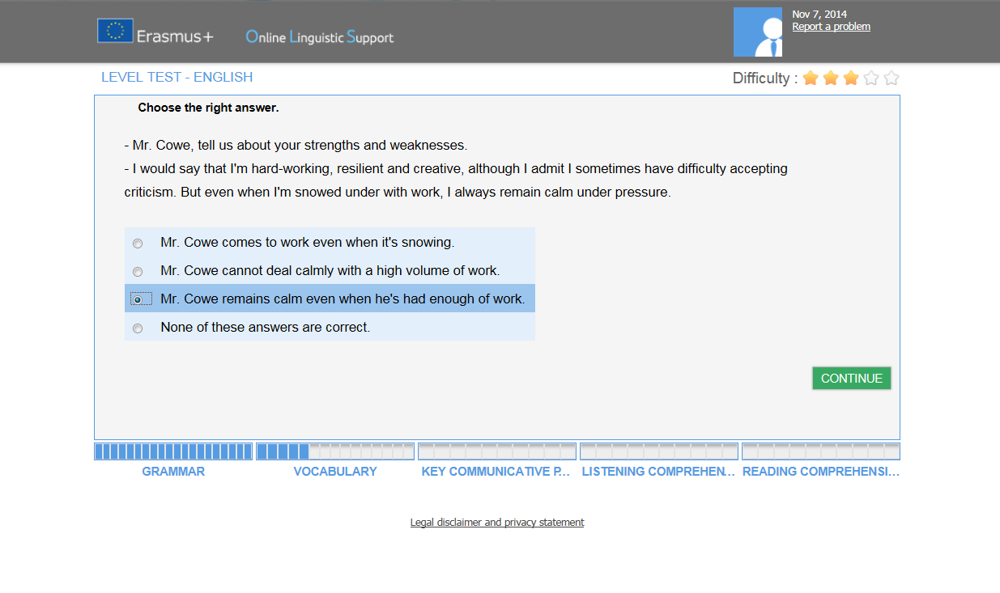 Nov 7, 2014
Erasmus+
Online Linguistic Support
Report a problem
LEVEL TEST - ENGLISH
Difficulty :
Choose the right answer.
- Mr. Cowe, tell us about your strengths and weaknesses.
- I would say that I'm hard-working, resilient and creative, although I admit I sometimes have difficulty accepting
criticism. But even when I'm snowed under with work, I always remain calm under pressure.
Mr. Cowe comes to work even when it's snowing.
Mr. Cowe cannot deal calmly with a high volume of work.
Mr. Cowe remains calm even when he's had enough of work.
None of these answers are correct.
CONTINUE
GRAMMAR
VOCABULARY
KEY COMMUNICATIVE P...
LISTENING COMPREHEN...
READING COMPREHENSI...
Legal disclaimer and privacy statement